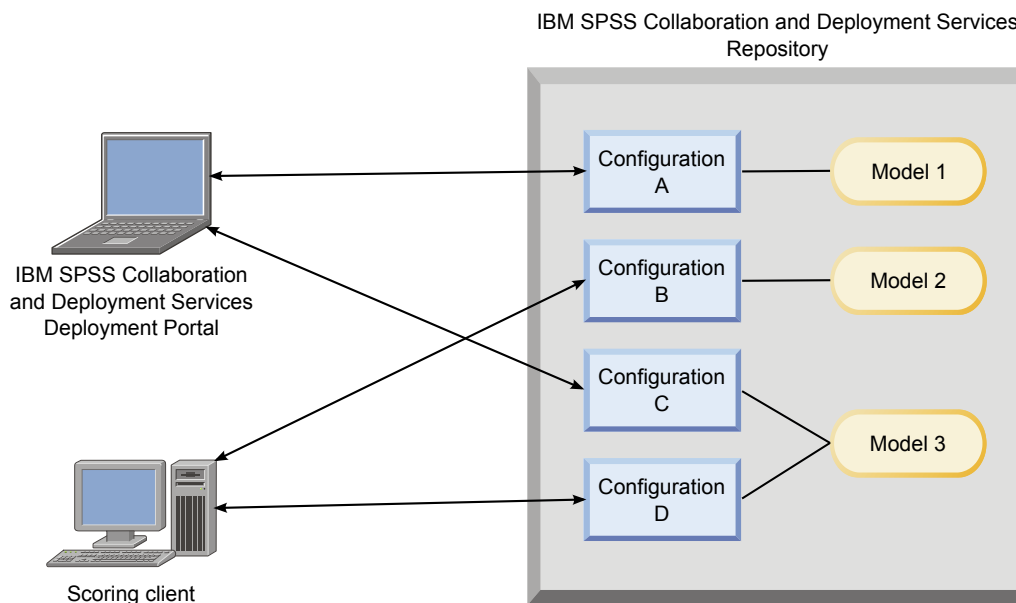 IBM SPSS Collaboration and Deployment Services
Repository
Configuration
A
Model 1
IBM SPSS Collaboration
and Deployment Services
Deployment Portal
Configuration
B
Model 2
Configuration
C
Model 3
Configuration
D
Scoring client